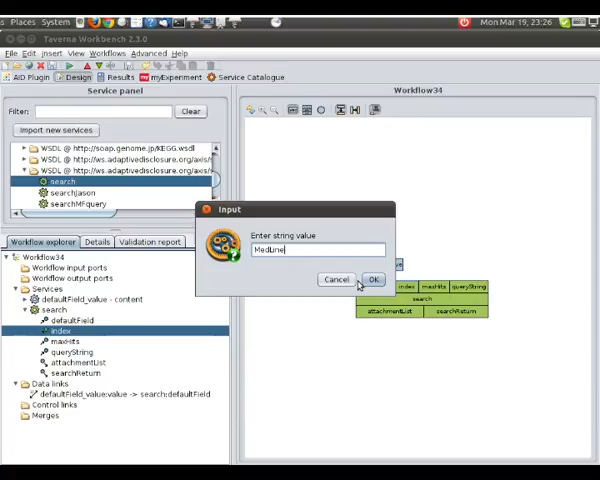 Places System Mon Mar 19, 23:26
Taverna Workbench 2.3.0
File Edit Insert View Workflows Advanced Help
AID Plugin Design Results myExperiment Service Catalogue
Service panel
Filter: Clear
Import new services
WSDL @ http://soap.genome.jp/KEGG.wsdl
WSDL @ http://ws.adaptivedisclosure.org/axis/s
WSDL @ http://ws.adaptivedisclosure.org/axis/s
search
searchJason
searchMFquery
Workflow explorer Details Validation report
Workflow34
Workflow input ports
Workflow output ports
Services
defaultField_value - content
search
defaultField
index
maxHits
queryString
attachmentList
searchReturn
Data links
defaultField_value:value -> search:defaultField
Control links
Merges
Workflow34
Input
Enter string value
MedLine
Cancel OK
index maxHits queryString
search
attachmentList searchReturn